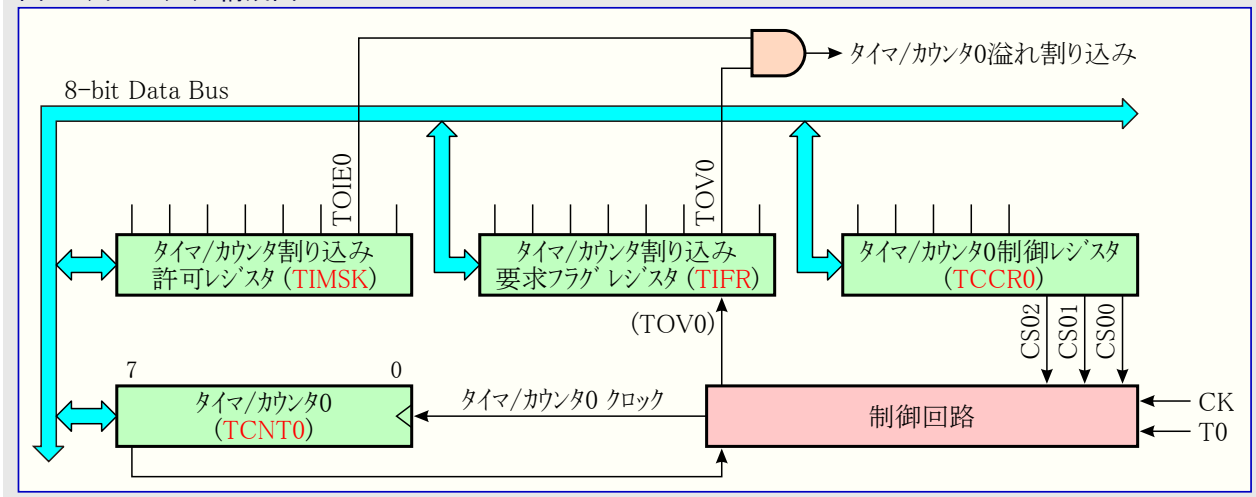 タイマ/カウンタ0溢れ割り込み
8-bit Data Bus
TOIE0
TOV0
タイマ/カウンタ割り込み
許可レジスタ (TIMSK)
タイマ/カウンタ割り込み
要求フラグ レジスタ (TIFR)
タイマ/カウンタ0制御レジスタ
(TCCR0)
(TOV0)
CS02
CS01
CS00
7
0
タイマ/カウンタ0
(TCNT0)
タイマ/カウンタ0 クロック
制御回路
CK
T0